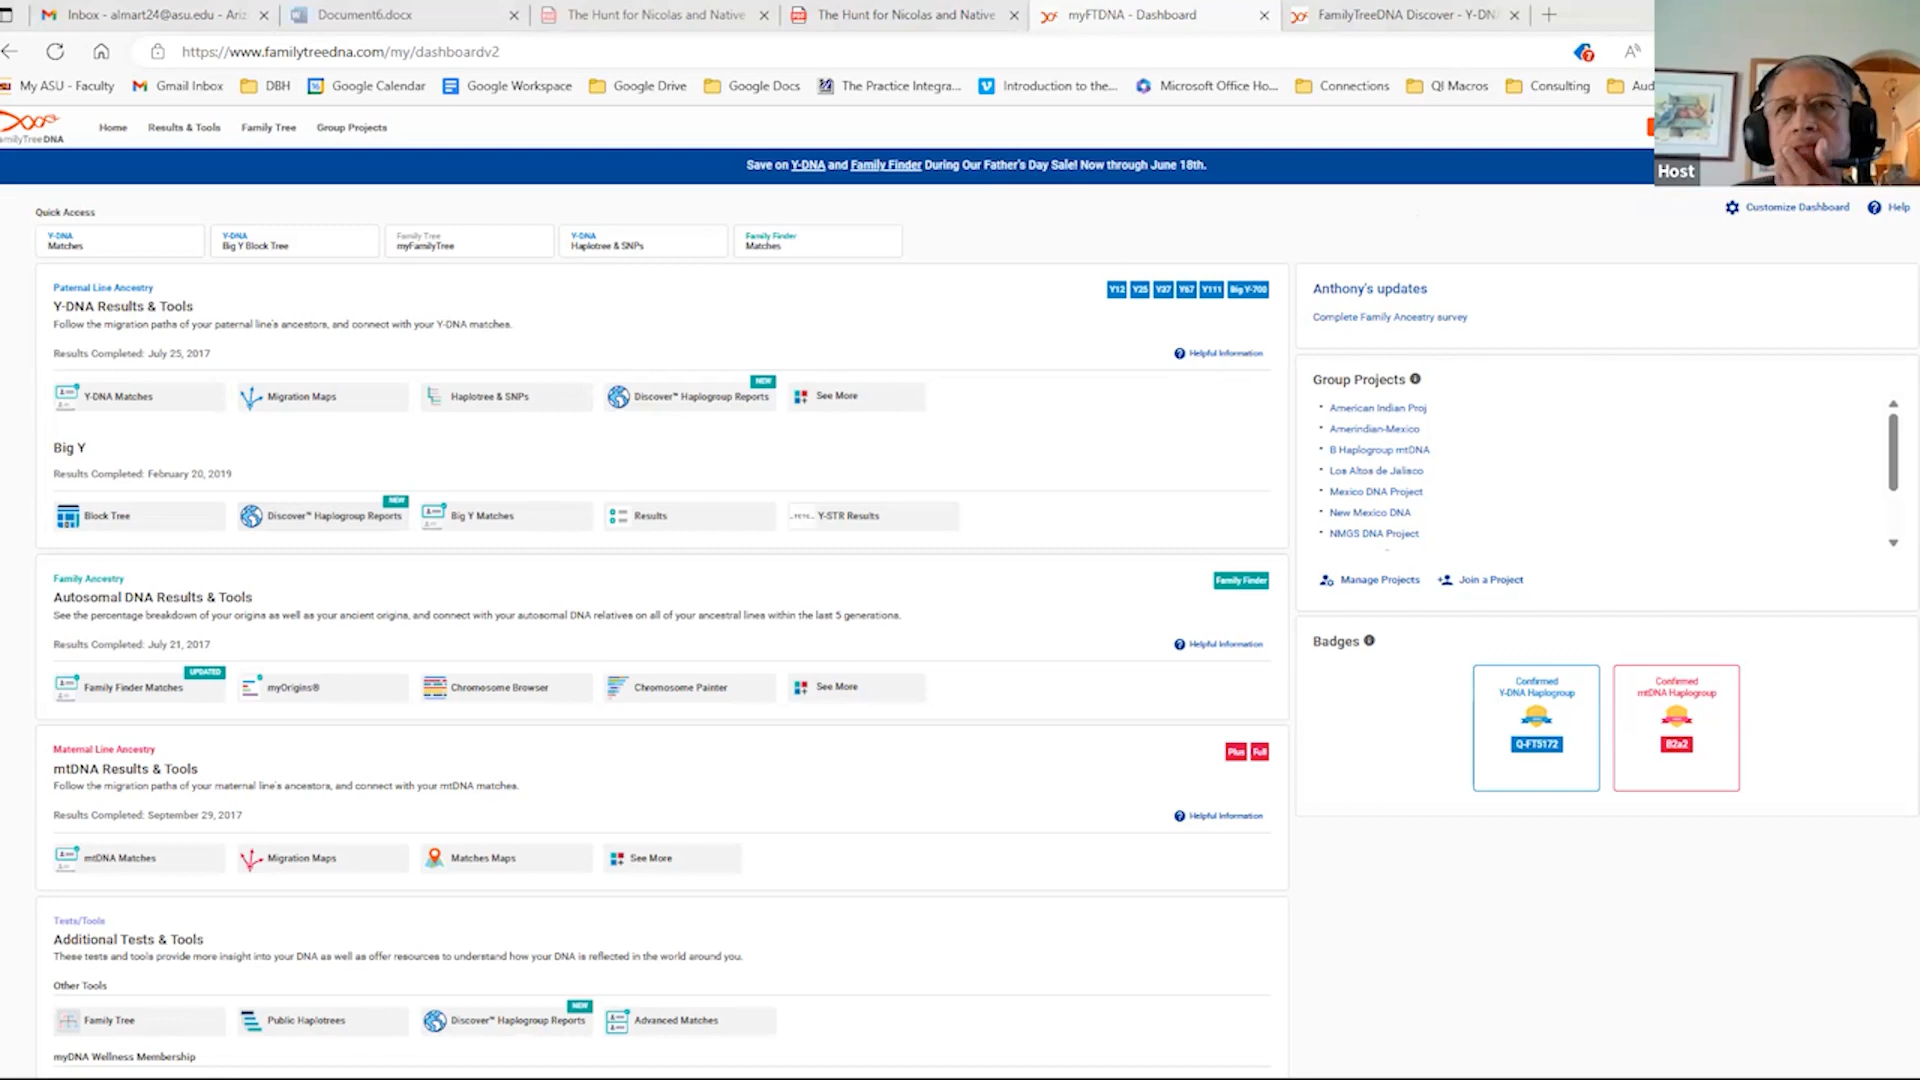 Inbox - almart24@asu.edu - Ariz
Document6.docx
The Hunt for Nicolas and Native
The Hunt for Nicolas and Native
myFTDNA - Dashboard
FamilyTreeDNA Discover - Y-DN
https://www.familytreedna.com/my/dashboardv2
My ASU - Faculty
Gmail Inbox
DBH
Google Calendar
Google Workspace
Google Drive
Google Docs
The Practice Integra...
Introduction to the...
Microsoft Office Ho...
Connections
QI Macros
Consulting
Aud
Host
amilyTreeDNA
Home
Results & Tools
Family Tree
Group Projects
Save on Y-DNA and Family Finder During Our Father's Day Sale! Now through June 18th.
Customize Dashboard
Help
Quick Access
Y-DNA
Matches
Y-DNA
Big Y Block Tree
Family Tree
myFamilyTree
Y-DNA
Haplotree & SNPs
Family Finder
Matches
Paternal Line Ancestry
Y12 Y25 Y37 Y67 Y111 Big Y-700
Y-DNA Results & Tools
Follow the migration paths of your paternal line's ancestors, and connect with your Y-DNA matches.
Results Completed: July 25, 2017
Helpful Information
Y-DNA Matches
Migration Maps
Haplotree & SNPs
NEW
Discover™ Haplogroup Reports
See More
Big Y
Results Completed: February 20, 2019
Block Tree
NEW
Discover™ Haplogroup Reports
Big Y Matches
Results
Y-STR Results
Family Ancestry
Family Finder
Autosomal DNA Results & Tools
See the percentage breakdown of your origins as well as your ancient origins, and connect with your autosomal DNA relatives on all of your ancestral lines within the last 5 generations.
Results Completed: July 21, 2017
Helpful Information
UPDATED
Family Finder Matches
myOrigins®
Chromosome Browser
Chromosome Painter
See More
Maternal Line Ancestry
Plus Full
mtDNA Results & Tools
Follow the migration paths of your maternal line's ancestors, and connect with your mtDNA matches.
Results Completed: September 29, 2017
Helpful Information
mtDNA Matches
Migration Maps
Matches Maps
See More
Tests/Tools
Additional Tests & Tools
These tests and tools provide more insight into your DNA as well as offer resources to understand how your DNA is reflected in the world around you.
Other Tools
Family Tree
Public Haplotrees
NEW
Discover™ Haplogroup Reports
Advanced Matches
myDNA Wellness Membership
Anthony's updates
Complete Family Ancestry survey
Group Projects
American Indian Proj
Amerindian-Mexico
B Haplogroup mtDNA
Los Altos de Jalisco
Mexico DNA Project
New Mexico DNA
NMGS DNA Project
Manage Projects
Join a Project
Badges
Confirmed
Y-DNA Haplogroup
Q-FT5172
Confirmed
mtDNA Haplogroup
B2a2